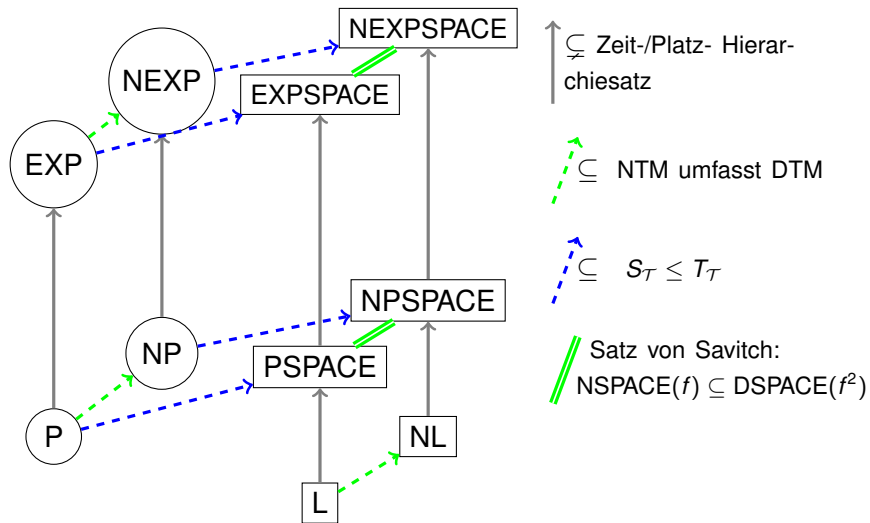 NEXPSPACE
NEXP
EXPSPACE
EXP
NPSPACE
NP
PSPACE
P
NL
L
⊊ Zeit-/Platz- Hierar-
chiesatz
⊆ NTM umfasst DTM
⊆ S_𝒯 ≤ T_𝒯
Satz von Savitch:
NSPACE(f) ⊆ DSPACE(f²)